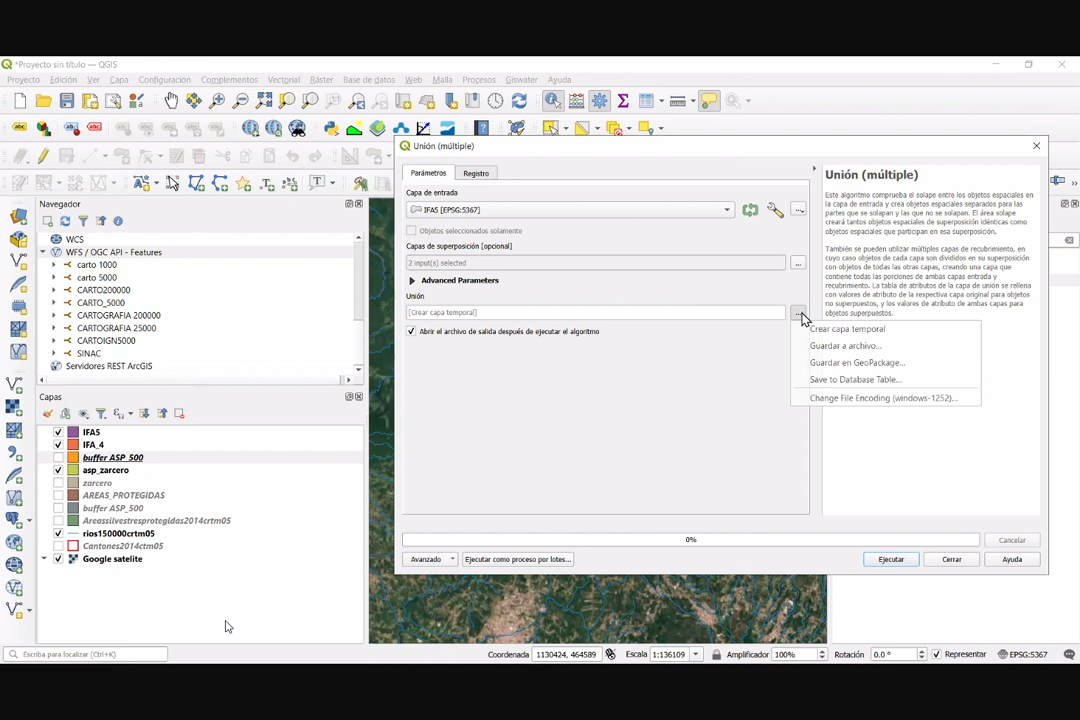 *Proyecto sin título — QGIS
Proyecto Edición Ver Capa Configuración Complementos Vectorial Ráster Base de datos Web Malla Procesos Giswater Ayuda
Navegador
WCS
WFS / OGC API - Features
carto 1000
carto 5000
CARTO200000
CARTO_5000
CARTOGRAFIA 200000
CARTOGRAFIA 25000
CARTOIGN5000
SINAC
Servidores REST ArcGIS
Capas
IFA5
IFA_4
buffer ASP_500
asp_zarcero
zarcero
AREAS_PROTEGIDAS
buffer ASP_500
Areassilvestresprotegidas2014crtm05
rios150000crtm05
Cantones2014ctm05
Google satelite
Unión (múltiple)
Parámetros Registro
Capa de entrada
IFA5 [EPSG:5367]
Objetos seleccionados solamente
Capas de superposición [opcional]
2 input(s) selected
Advanced Parameters
Unión
[Crear capa temporal]
Abrir el archivo de salida después de ejecutar el algoritmo
Crear capa temporal
Guardar a archivo...
Guardar en GeoPackage...
Save to Database Table...
Change File Encoding (windows-1252)...
Unión (múltiple)
Este algoritmo comprueba el solape entre los objetos espaciales en
la capa de entrada y crea objetos espaciales separados para las
partes que se solapan y las que no se solapan. El área solape
creará tantos objetos espaciales de superposición idénticas como
objetos espaciales que participan en esa superposición.
También se pueden utilizar múltiples capas de recubrimiento, en
cuyo caso objetos de cada capa son divididos en su superposición
con objetos de todas las otras capas, creando una capa que
contiene todas las porciones de ambas capas entrada y
recubrimiento. La tabla de atributos de la capa de unión se rellena
con valores de atributo de la respectiva capa original para objetos
no superpuestos, y los valores de atributo de ambas capas para
objetos superpuestos.
0%
Cancelar
Avanzado Ejecutar como proceso por lotes... Ejecutar Cerrar Ayuda
Escriba para localizar (Ctrl+K) Coordenada 1130424, 464589 Escala 1:136109 Amplificador 100% Rotación 0.0 ° Representar EPSG:5367